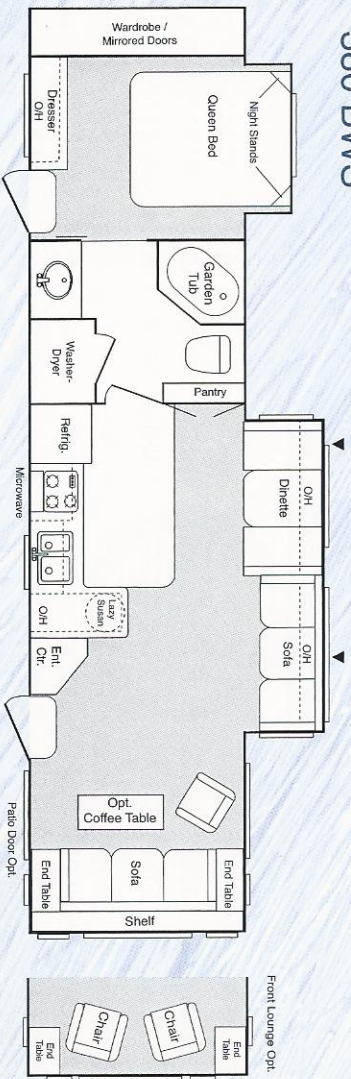 Wardrobe /
Mirrored Doors
Dresser
O/H
Night Stands
Queen Bed
Garden
Tub
Washer-
Dryer
Pantry
Refrig.
Microwave
O/H
Dinette
O/H
Sofa
Lazy
Susan
O/H
Ent.
Ctr.
Opt.
Coffee Table
Patio Door Opt.
End Table
Sofa
End Table
Shelf
Front Lounge Opt.
End
Table
Chair
Chair
End
Table